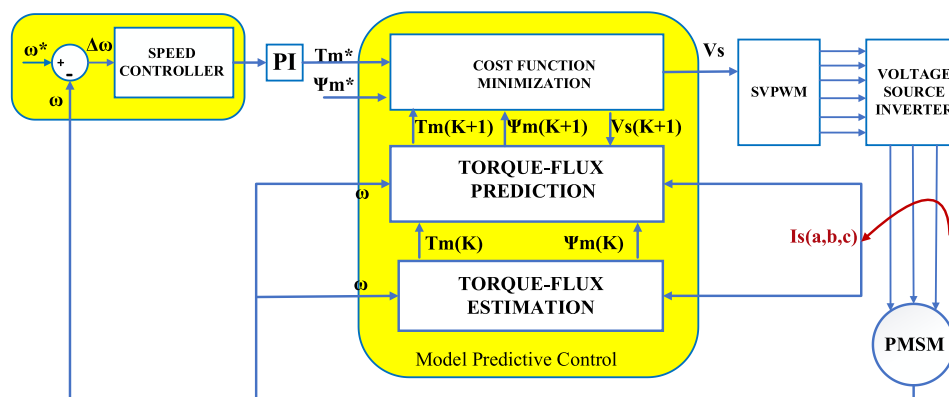 ω*
+
-
Δω
ω
SPEED
CONTROLLER
PI
Tm*
Ψm*
COST FUNCTION
MINIMIZATION
Vs
SVPWM
VOLTAGE
SOURCE
INVERTER
Tm(K+1)
Ψm(K+1)
Vs(K+1)
TORQUE-FLUX
PREDICTION
ω
Tm(K)
Ψm(K)
Is(a,b,c)
TORQUE-FLUX
ESTIMATION
ω
Model Predictive Control
PMSM